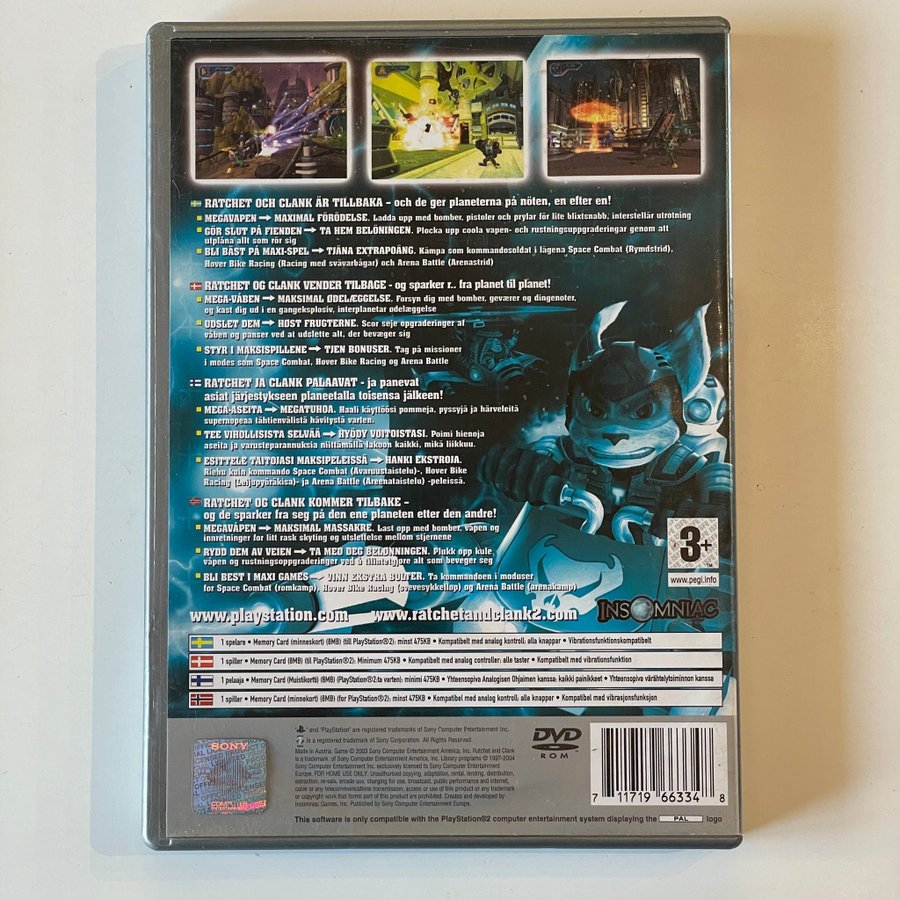 RATCHET OCH CLANK ÄR TILLBAKA – och de ger planeterna på nöten, en efter en!
MEGAVAPEN → MAXIMAL FÖRÖDELSE. Ladda upp med bomber, pistoler och prylar för lite blixtsnabb, interstellär utrotning
GÖR SLUT PÅ FIENDEN → TA HEM BELÖNINGEN. Plocka upp coola vapen- och rustningsuppgraderingar genom att
utplåna allt som rör sig
BLI BÄST PÅ MAXI-SPEL → TJÄNA EXTRAPOÄNG. Kämpa som kommandosoldat i lägena Space Combat (Rymdstrid),
Hover Bike Racing (Racing med svävarbågar) och Arena Battle (Arenastrid)
RATCHET OG CLANK VENDER TILBAGE - og sparker r.. fra planet til planet!
MEGA-VÅBEN → MAKSIMAL ØDELÆGGELSE. Forsyn dig med bomber, geværer og dingenoter,
og kast dig ud i en gangeksplosiv, interplanetar ødelæggelse
UDSLET DEM → HØST FRUGTERNE. Scor seje opgraderinger af
våben og panser ved at udslette alt, der bevæger sig
STYR I MAKSISPILLENE → TJEN BONUSER. Tag på missioner
i modes som Space Combat, Hover Bike Racing og Arena Battle
RATCHET JA CLANK PALAAVAT - ja panevat
asiat järjestykseen planeetalla toisensa jälkeen!
MEGA-ASEITA → MEGATUHOA. Haali käyttöösi pommeja, pyssyjä ja härveleitä
supernopeaa tähtienvälistä hävitystä varten.
TEE VIHOLLISISTA SELVÄÄ → HYÖDY VOITOISTASI. Poimi hienoja
aseita ja varusteparannuksia niittämällä lakoon kaikki, mikä liikkuu.
ESITTELE TAITOJASI MAKSIPELEISSÄ → HANKI EKSTROJA.
Riehu kuin kommando Space Combat (Avaruustaistelu)-, Hover Bike
Racing (Leijupyöräkisa)- ja Arena Battle (Areenataistelu) -peleissä.
RATCHET OG CLANK KOMMER TILBAKE –
og de sparker fra seg på den ene planeten etter den andre!
MEGAVÅPEN → MAKSIMAL MASSAKRE. Last opp med bomber, våpen og
innretninger for litt rask skyting og utslettelse mellom stjernene
RYDD DEM AV VEIEN → TA MED DEG BELØNNINGEN. Plukk opp kule,
våpen og rustningsoppgraderinger ved å tilintetgjøre alt som beveger seg
BLI BEST I MAXI GAMES → VINN EKSTRA BOLTER. Ta kommandoen i moduser
for Space Combat (romkamp), Hover Bike Racing (svevesykkelløp) og Arena Battle (arenakamp)
3+
www.pegi.info
www.playstation.com www.ratchetandclank2.com INSOMNIAC
1 spelare • Memory Card (minneskort) (8MB) (till PlayStation®2): minst 475KB • Kompatibelt med analog kontroll: alla knappar • Vibrationsfunktionskompatibelt
1 spiller • Memory Card (8MB) (til PlayStation®2): Minimum 475KB • Kompatibel med analog controller: alle taster • Kompatibel med vibrationsfunktion
1 pelaaja • Memory Card (Muistikortti) (8MB) (PlayStation®2:ta varten): minimi 475KB • Yhteensopiva Analogisen Ohjaimen kanssa: kaikki painikkeet • Yhteensopiva värähtelytoiminnon kanssa
1 spiller • Memory Card (minnekort) (8MB) (for PlayStation®2): minst 475KB • Kompatibel med analog kontroll: alle knapper • Kompatibel med vibrasjonsfunksjon
SONY
COMPUTER
ENTERTAINMENT
and "PlayStation" are registered trademarks of Sony Computer Entertainment Inc.
is a registered trademark of Sony Corporation. All Rights Reserved.
Made in Austria. Game © 2003 Sony Computer Entertainment America, Inc. Ratchet and Clank
is a trademark of Sony Computer Entertainment America, Inc. Library programs © 1997-2004
Sony Computer Entertainment Inc. exclusively licensed to Sony Computer Entertainment
Europe. FOR HOME USE ONLY. Unauthorised copying, adaptation, rental, lending, distribution,
extraction, re-sale, arcade use, charging for use, broadcast, public performance and internet,
cable or any telecommunications transmission, access or use of this product or any trademark
or copyright work that forms part of this product are prohibited. Created and developed by
Insomniac Games, Inc. Published by Sony Computer Entertainment Europe.
DVD
ROM
7 11719 66334 8
This software is only compatible with the PlayStation®2 computer entertainment system displaying the PAL logo